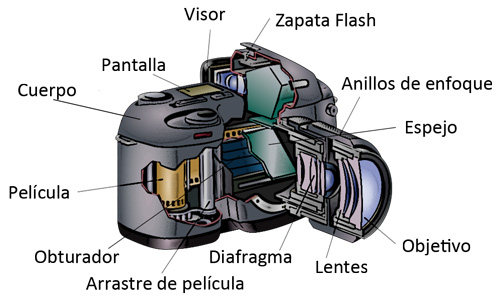 Visor
Zapata Flash
Pantalla
Anillos de enfoque
Cuerpo
Espejo
Película
Obturador
Diafragma
Objetivo
Arrastre de película
Lentes